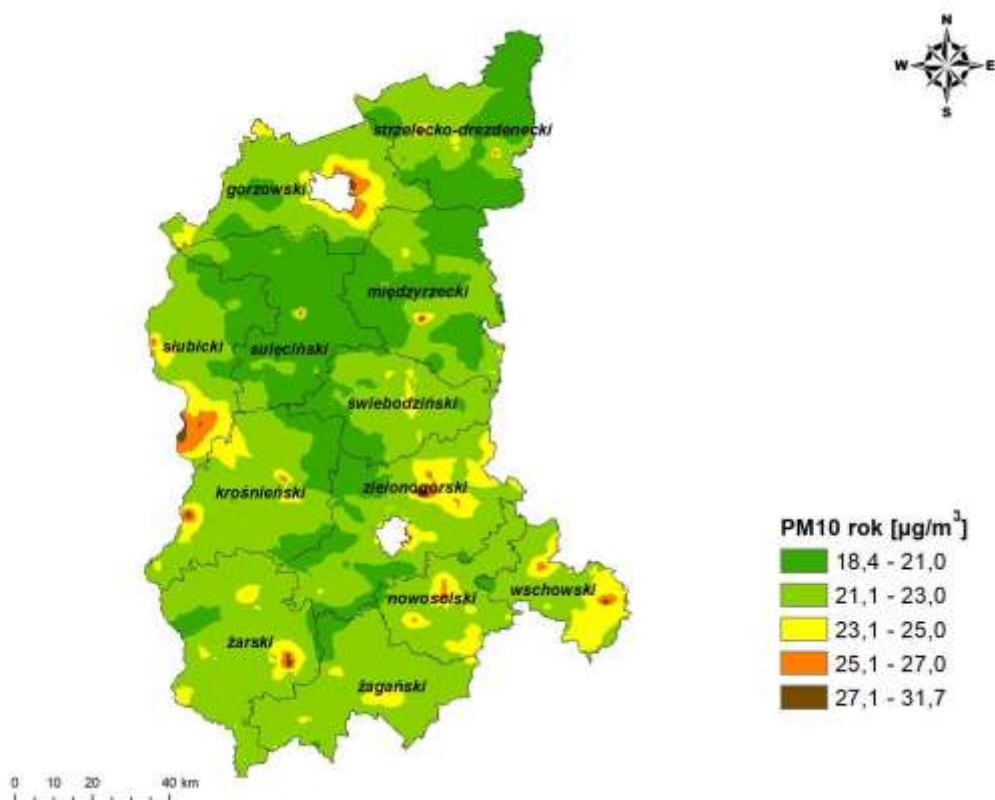 N
W E
S
strzelecko-drezdenecki
gorzowski
międzyrzecki
słubicki
sulęciński
świebodziński
krośnieński
zielonogórski
nowosolski
wschowski
żarski
żagański
PM10 rok [µg/m³]
18,4 - 21,0
21,1 - 23,0
23,1 - 25,0
25,1 - 27,0
27,1 - 31,7
0 10 20 40 km